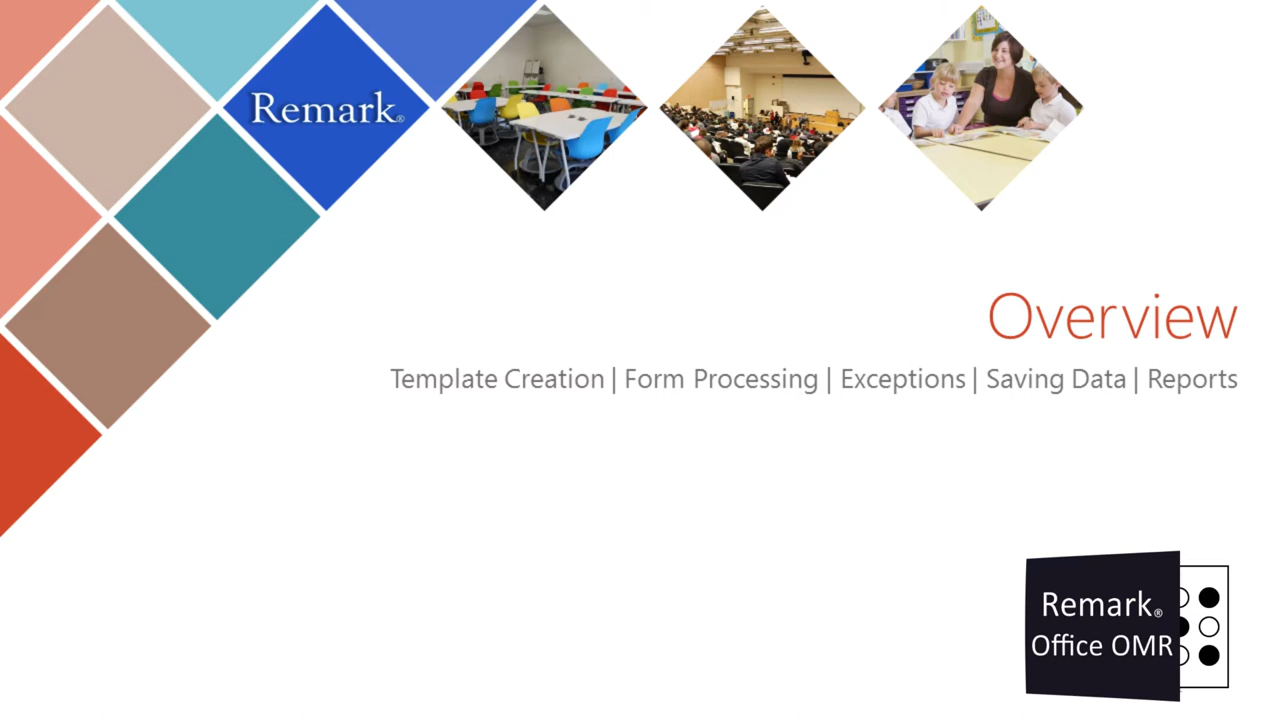 Remark®
Overview
Template Creation | Form Processing | Exceptions | Saving Data | Reports
Remark®
Office OMR